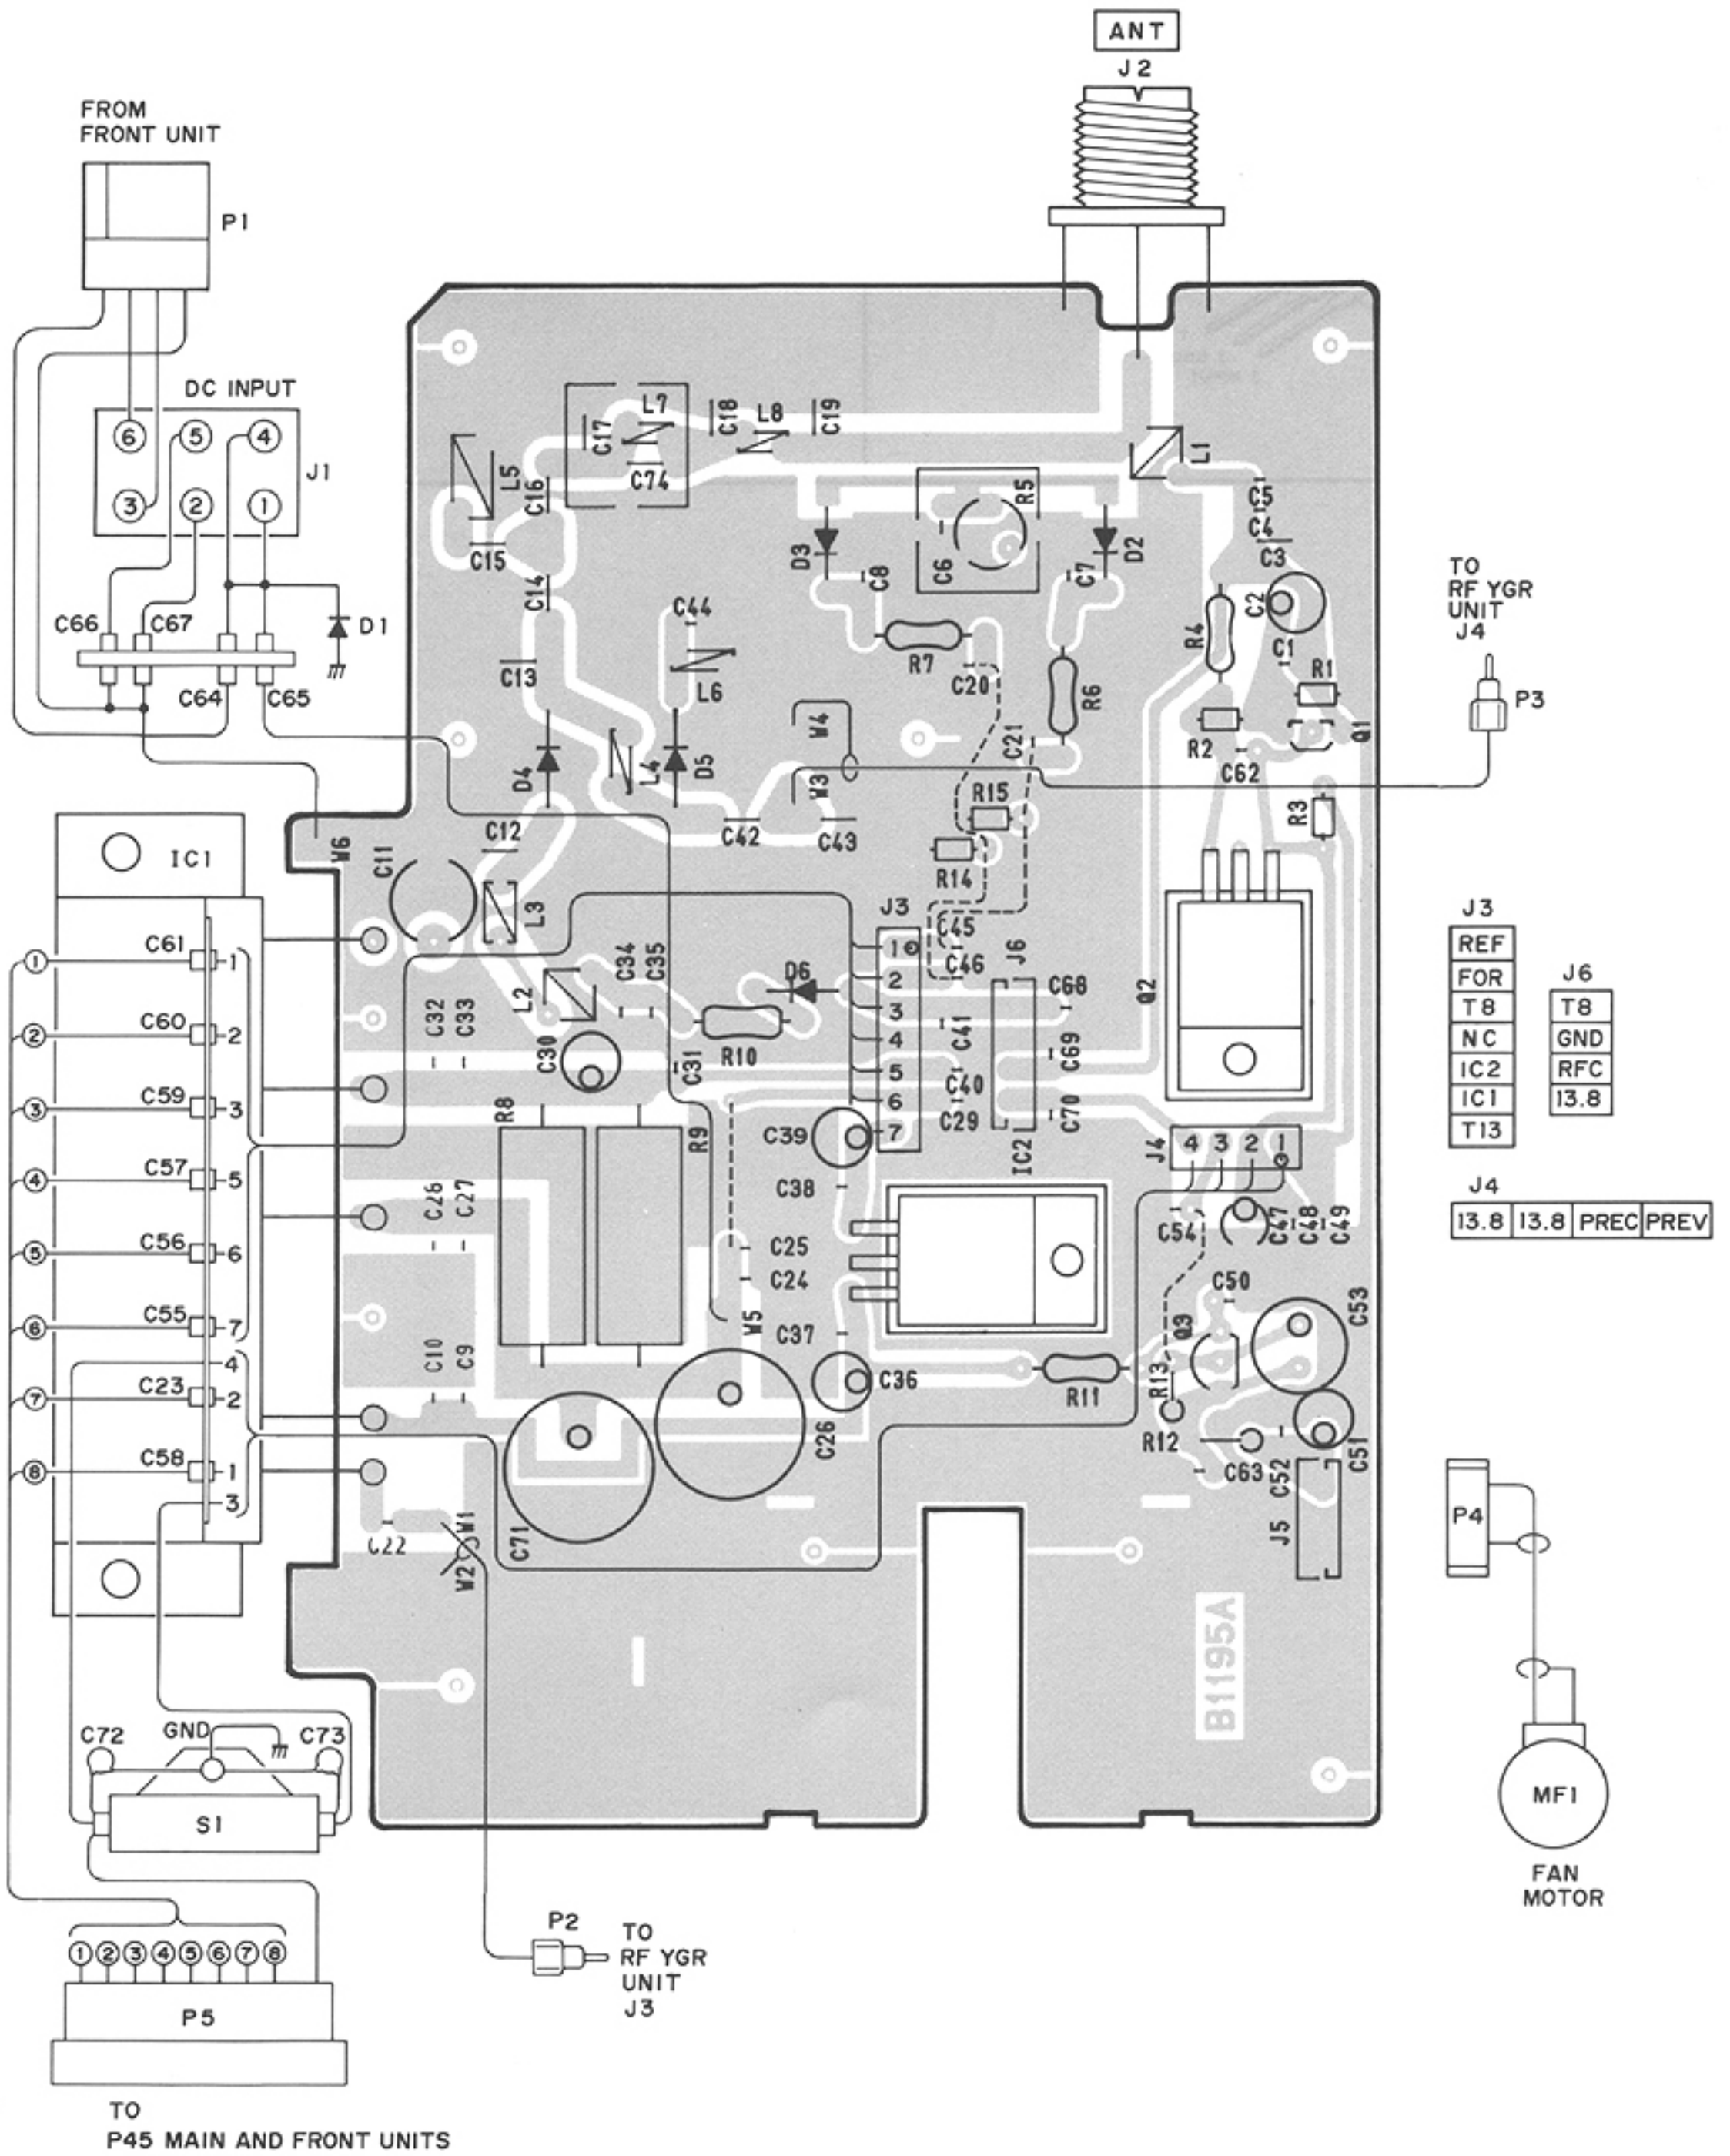 ANT
J2
FROM
FRONT UNIT
P1
DC INPUT
6 5 4
J1
3 2 1
C66 C67
D1
C64 C65
L7 C18 L8 C19
C17
C74
L5
C16
C15
C14
L1
R5
C5
C4
C3
D3
C8
C6
C7
D2
C2
C44
R4
R7
C1
C13
L6
C20
R6
R1
TO
RF YGR
UNIT
J4
P3
W4
C21
R2
Q1
C62
D4
L4
D5
W3
R15
R3
C12
C42 C43
W6
C11
IC1
R14
L3
J3
C45
C46
J6
C61 1
C60 2
C59 3
C57 5
C56 6
C55 7
4
C23 2
C58 1
3
1
2
3
4
5
6
7
8
L2
C34 C35
D6
C32 C33
C30
R10
C31
1
2
3
4
5
6
7
C41
C68
C69
C40
C29
C70
Q2
R8
R9
C39
IC2
J4 4 3 2 1
C38
C26 C27
C54
C47 C48 C49
C25
C24
W5
C37
C50
Q3
C53
C10 C9
C36
R11
R13
C26
R12
C63
C52
C51
J5
C22
W1
W2
C71
B1195A
J3
REF
FOR
T8
NC
IC2
IC1
T13
J6
T8
GND
RFC
13.8
J4
13.8 13.8 PREC PREV
P4
MF1
FAN
MOTOR
C72 GND C73
S1
1 2 3 4 5 6 7 8
P5
P2
TO
RF YGR
UNIT
J3
TO
P45 MAIN AND FRONT UNITS